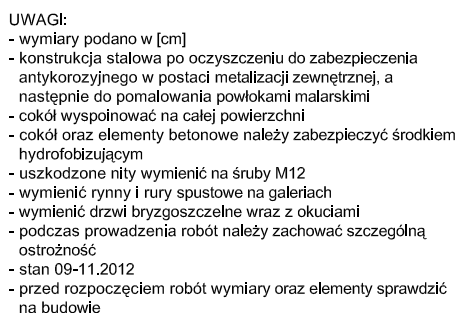 UWAGI:
- wymiary podano w [cm]
- konstrukcja stalowa po oczyszczeniu do zabezpieczenia
antykorozyjnego w postaci metalizacji zewnętrznej, a
następnie do pomalowania powłokami malarskimi
- cokół wyspoinować na całej powierzchni
- cokół oraz elementy betonowe należy zabezpieczyć środkiem
hydrofobizującym
- uszkodzone nity wymienić na śruby M12
- wymienić rynny i rury spustowe na galeriach
- wymienić drzwi bryzgoszczelne wraz z okuciami
- podczas prowadzenia robót należy zachować szczególną
ostrożność
- stan 09-11.2012
- przed rozpoczęciem robót wymiary oraz elementy sprawdzić
na budowie